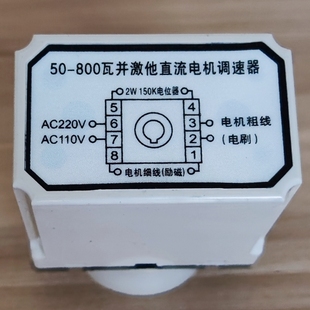 50-800瓦并激他直流电机调速器
2W 150K电位器
5 4
AC220V 6 3 电机粗线
AC110V 7 2 (电刷)
8 1
电机细线(励磁)